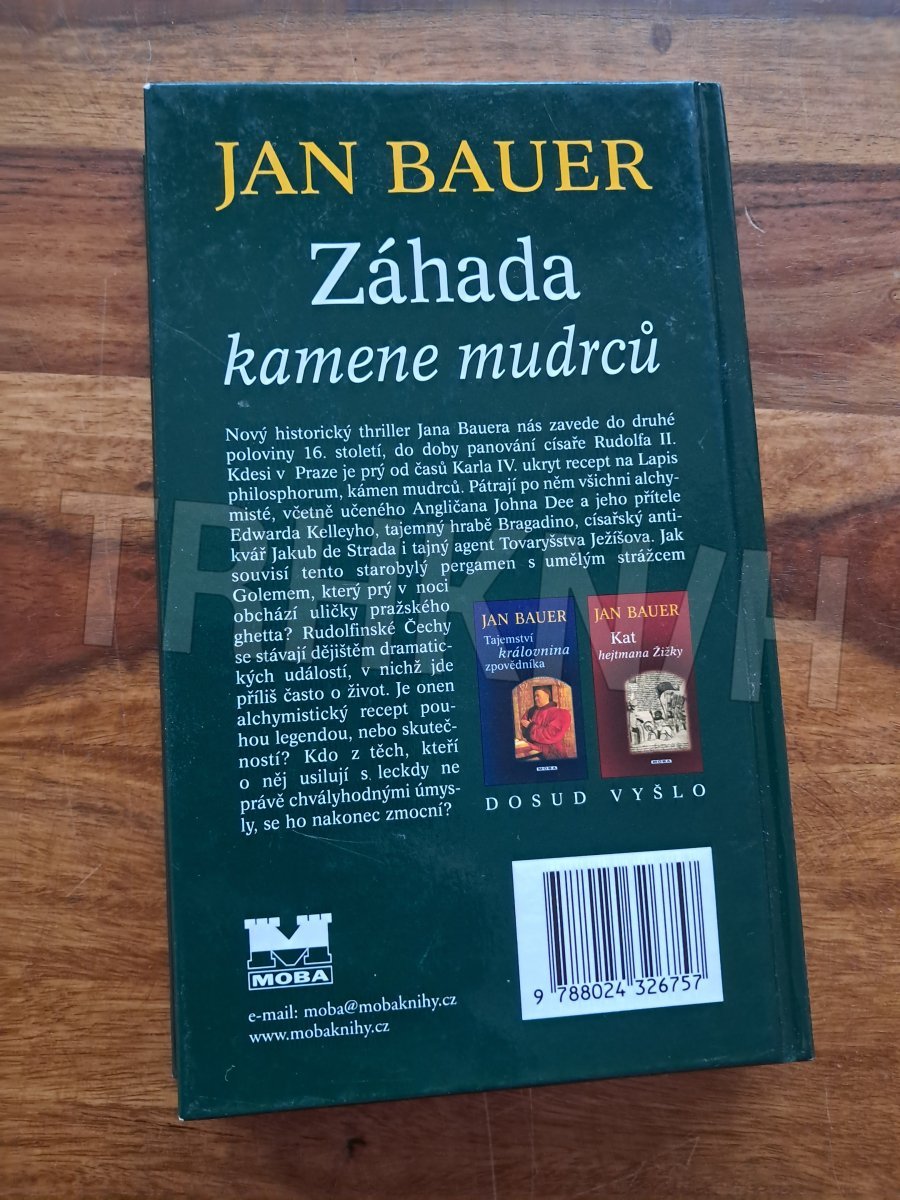 JAN BAUER
Záhada
kamene mudrců
Nový historický thriller Jana Bauera nás zavede do druhé
poloviny 16. století, do doby panování císaře Rudolfa II.
Kdesi v Praze je prý od časů Karla IV. ukryt recept na Lapis
philosphorum, kámen mudrců. Pátrají po něm všichni alchy-
misté, včetně učeného Angličana Johna Dee a jeho přítele
Edwarda Kelleyho, tajemný hrabě Bragadino, císařský anti-
kvář Jakub de Strada i tajný agent Tovaryšstva Ježíšova. Jak
souvisí tento starobylý pergamen s umělým strážcem
Golemem, který prý v noci
obchází uličky pražského
ghetta? Rudolfinské Čechy
se stávají dějištěm dramatic-
kých událostí, v nichž jde
příliš často o život. Je onen
alchymistický recept pou-
hou legendou, nebo skuteč-
ností? Kdo z těch, kteří
o něj usilují s leckdy ne
právě chvályhodnými úmys-
ly, se ho nakonec zmocní?
JAN BAUER
Tajemství
královnina
zpovědníka
MOBA
JAN BAUER
Kat
hejtmana Žižky
MOBA
DOSUD VYŠLO
MOBA
e-mail: moba@mobaknihy.cz
www.mobaknihy.cz
9 788024 326757
TRHKNIH